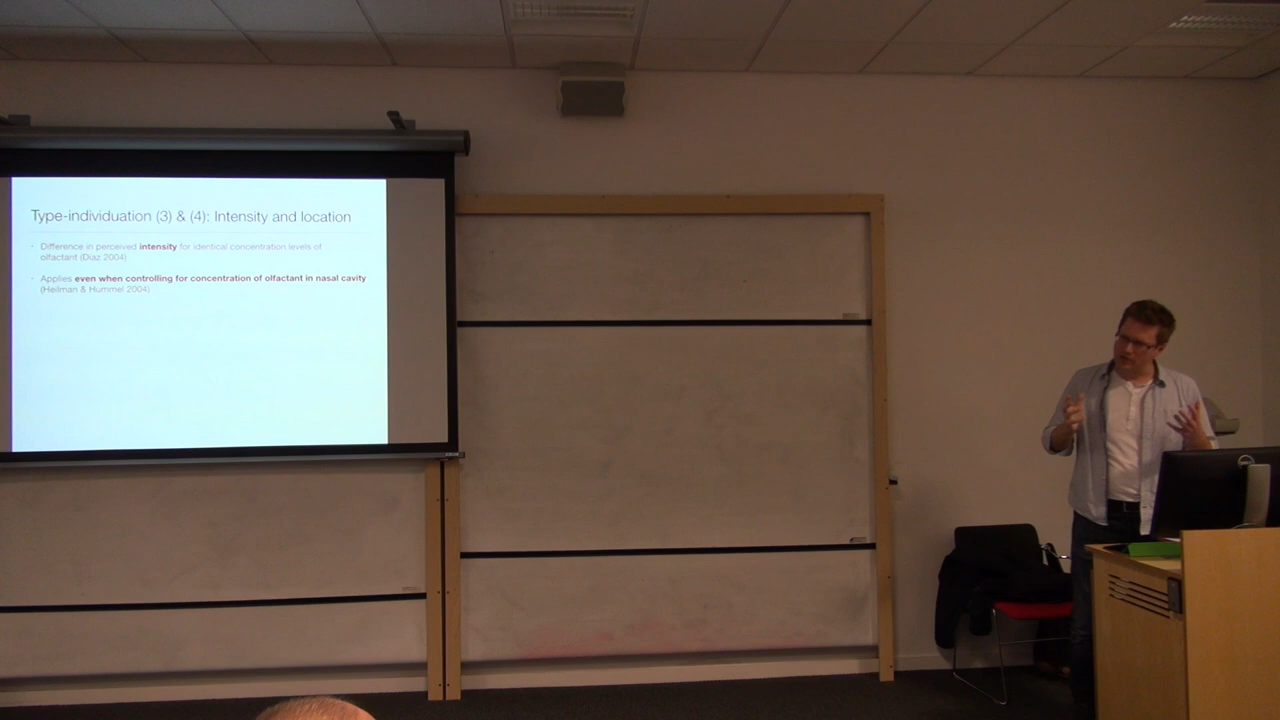 Type-individuation (3) & (4): Intensity and location
• Difference in perceived intensity for identical concentration levels of
olfactant (Diaz 2004)
• Applies even when controlling for concentration of olfactant in nasal cavity
(Heilman & Hummel 2004)